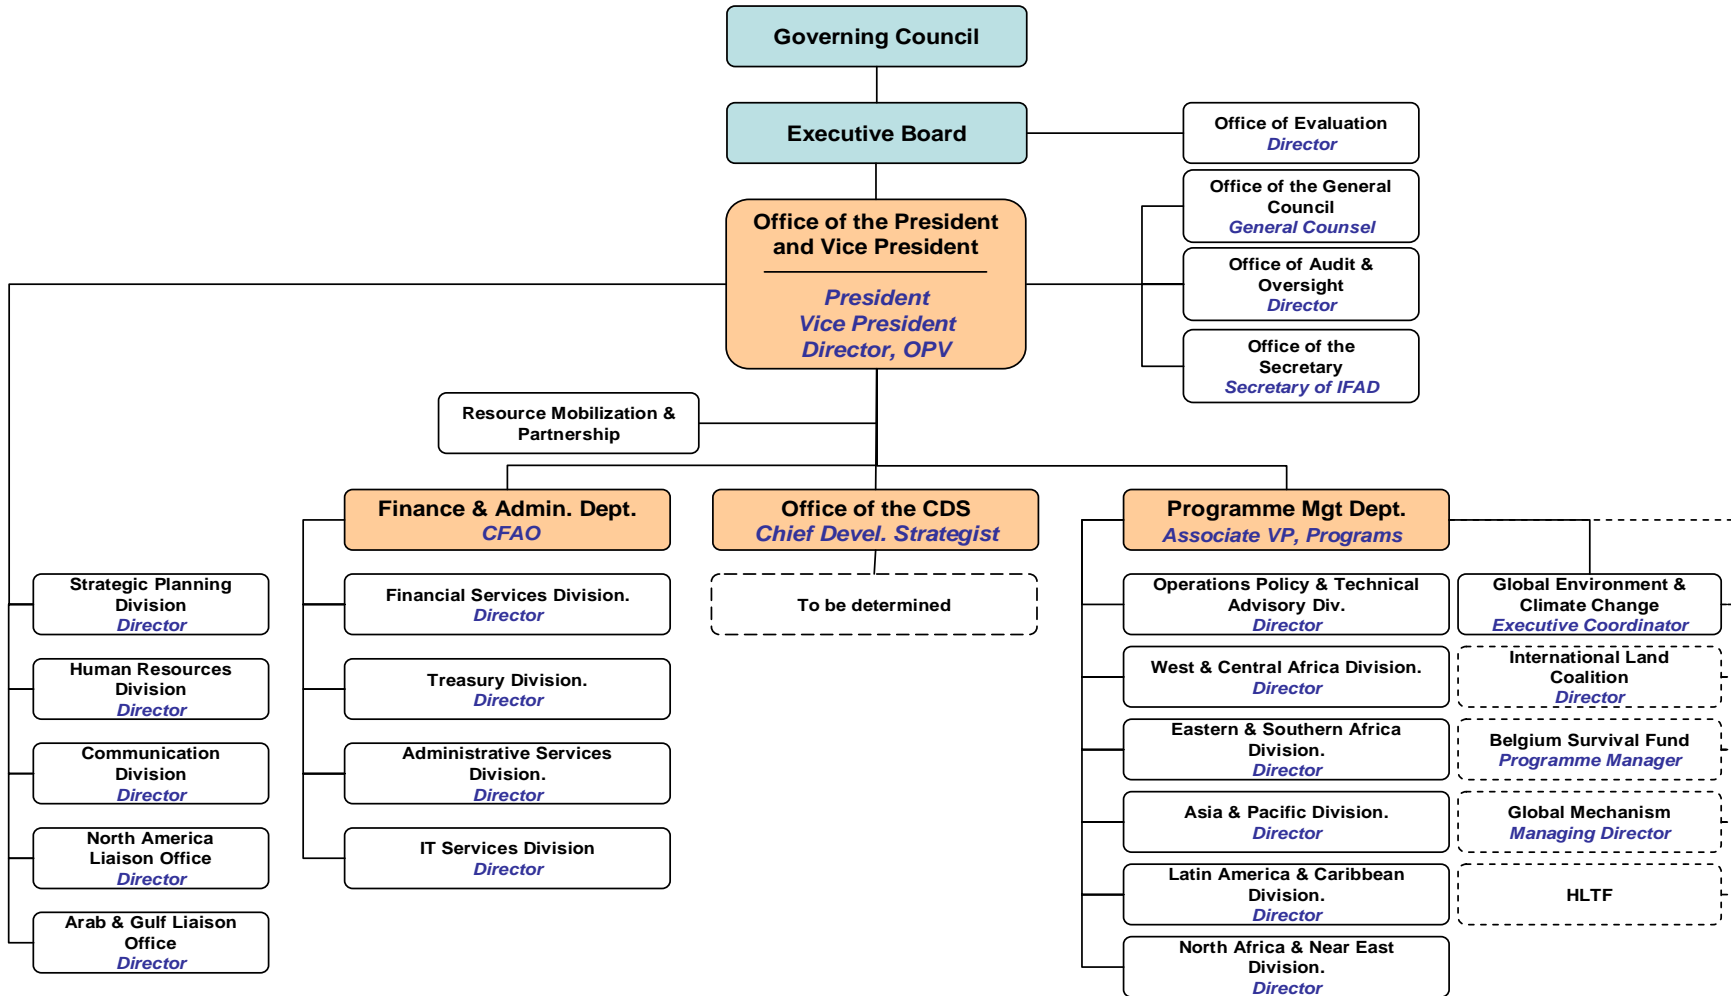 Governing Council
Executive Board
Office of Evaluation
Director
Office of the General
Council
General Counsel
Office of the President
and Vice President
President
Vice President
Director, OPV
Office of Audit &
Oversight
Director
Office of the
Secretary
Secretary of IFAD
Resource Mobilization &
Partnership
Finance & Admin. Dept.
CFAO
Office of the CDS
Chief Devel. Strategist
Programme Mgt Dept.
Associate VP, Programs
Strategic Planning
Division
Director
Human Resources
Division
Director
Communication
Division
Director
North America
Liaison Office
Director
Arab & Gulf Liaison
Office
Director
Financial Services Division.
Director
Treasury Division.
Director
Administrative Services
Division.
Director
IT Services Division
Director
To be determined
Operations Policy & Technical
Advisory Div.
Director
West & Central Africa Division.
Director
Eastern & Southern Africa
Division.
Director
Asia & Pacific Division.
Director
Latin America & Caribbean
Division.
Director
North Africa & Near East
Division.
Director
Global Environment &
Climate Change
Executive Coordinator
International Land
Coalition
Director
Belgium Survival Fund
Programme Manager
Global Mechanism
Managing Director
HLTF